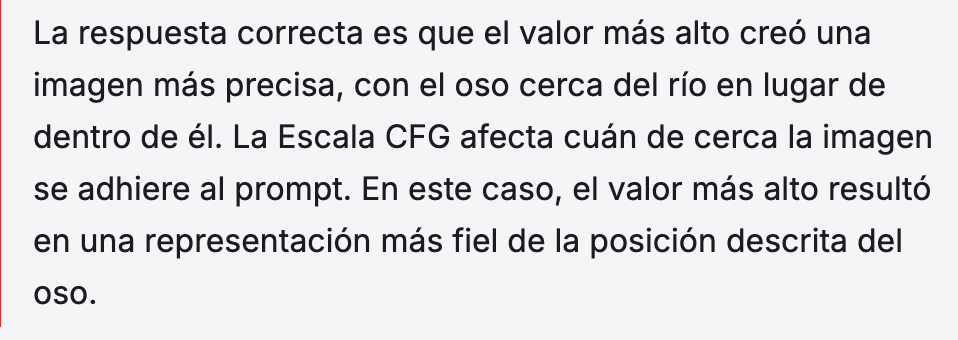 La respuesta correcta es que el valor más alto creó una
imagen más precisa, con el oso cerca del río en lugar de
dentro de él. La Escala CFG afecta cuán de cerca la imagen
se adhiere al prompt. En este caso, el valor más alto resultó
en una representación más fiel de la posición descrita del
oso.